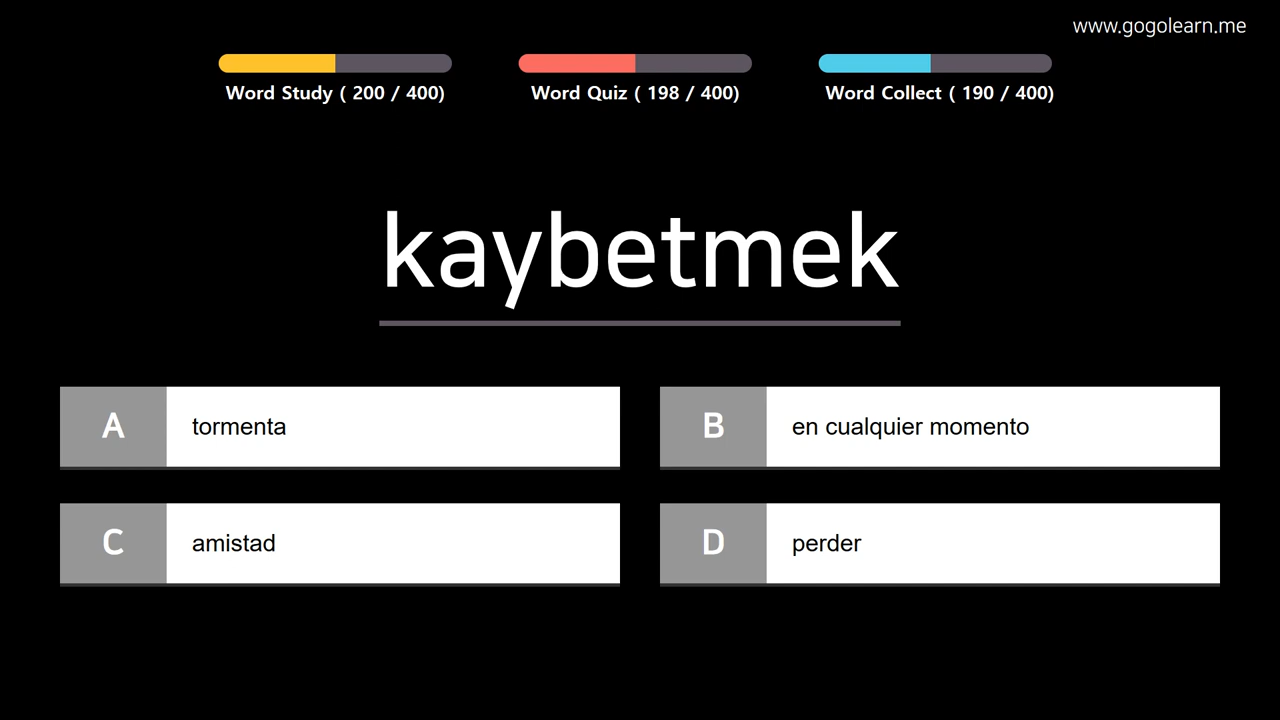 www.gogolearn.me
Word Study ( 200 / 400)
Word Quiz ( 198 / 400)
Word Collect ( 190 / 400)
kaybetmek
A tormenta
B en cualquier momento
C amistad
D perder